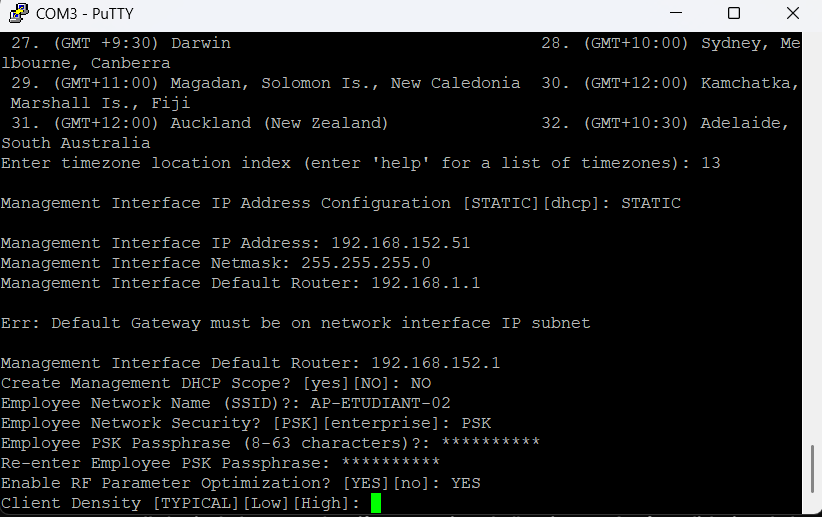 COM3 - PuTTY
27. (GMT +9:30) Darwin 28. (GMT+10:00) Sydney, Me
lbourne, Canberra
29. (GMT+11:00) Magadan, Solomon Is., New Caledonia 30. (GMT+12:00) Kamchatka,
Marshall Is., Fiji
31. (GMT+12:00) Auckland (New Zealand) 32. (GMT+10:30) Adelaide,
South Australia
Enter timezone location index (enter 'help' for a list of timezones): 13
Management Interface IP Address Configuration [STATIC][dhcp]: STATIC
Management Interface IP Address: 192.168.152.51
Management Interface Netmask: 255.255.255.0
Management Interface Default Router: 192.168.1.1
Err: Default Gateway must be on network interface IP subnet
Management Interface Default Router: 192.168.152.1
Create Management DHCP Scope? [yes][NO]: NO
Employee Network Name (SSID)?: AP-ETUDIANT-02
Employee Network Security? [PSK][enterprise]: PSK
Employee PSK Passphrase (8-63 characters)?: **********
Re-enter Employee PSK Passphrase: **********
Enable RF Parameter Optimization? [YES][no]: YES
Client Density [TYPICAL][Low][High]: